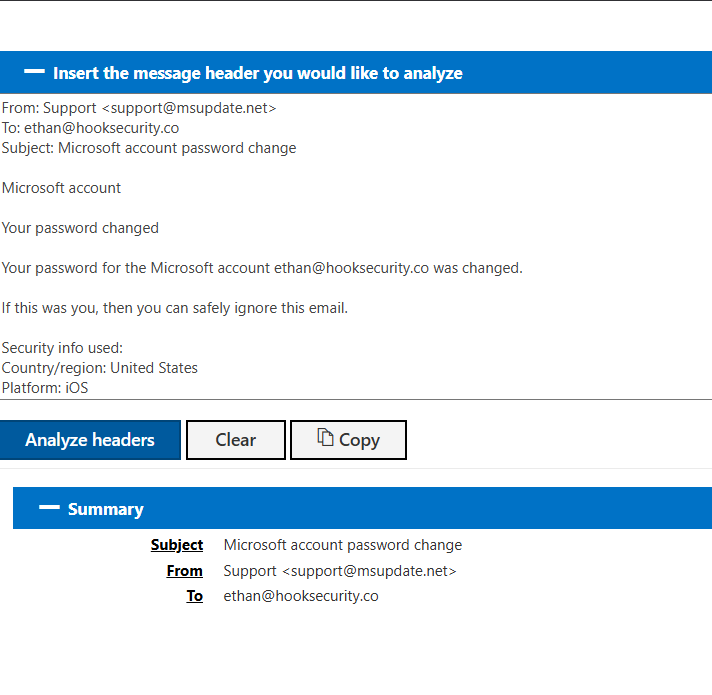 Insert the message header you would like to analyze
From: Support <support@msupdate.net>
To: ethan@hooksecurity.co
Subject: Microsoft account password change
Microsoft account
Your password changed
Your password for the Microsoft account ethan@hooksecurity.co was changed.
If this was you, then you can safely ignore this email.
Security info used:
Country/region: United States
Platform: iOS
Analyze headers Clear Copy
Summary
Subject Microsoft account password change
From Support <support@msupdate.net>
To ethan@hooksecurity.co